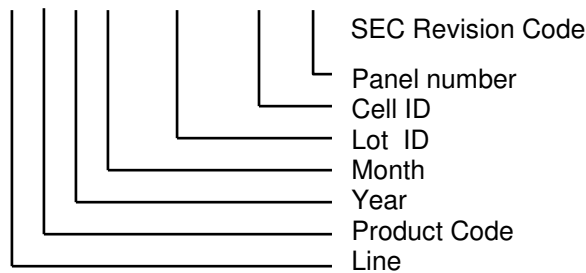 SEC Revision Code
Panel number
Cell ID
Lot ID
Month
Year
Product Code
Line